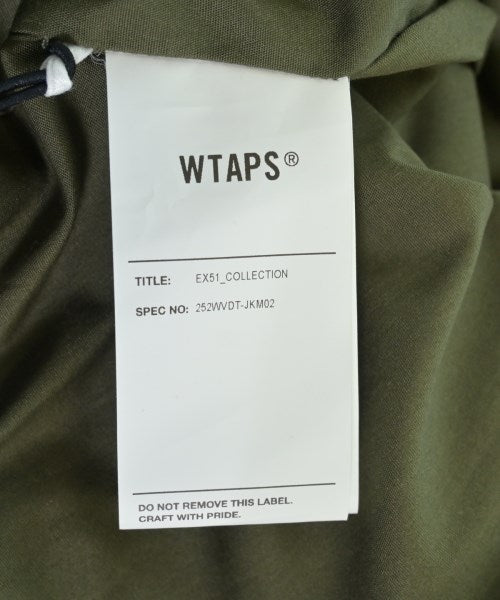 WTAPS®
TITLE: EX51_COLLECTION
SPEC NO: 252WVDT-JKM02
DO NOT REMOVE THIS LABEL.
CRAFT WITH PRIDE.